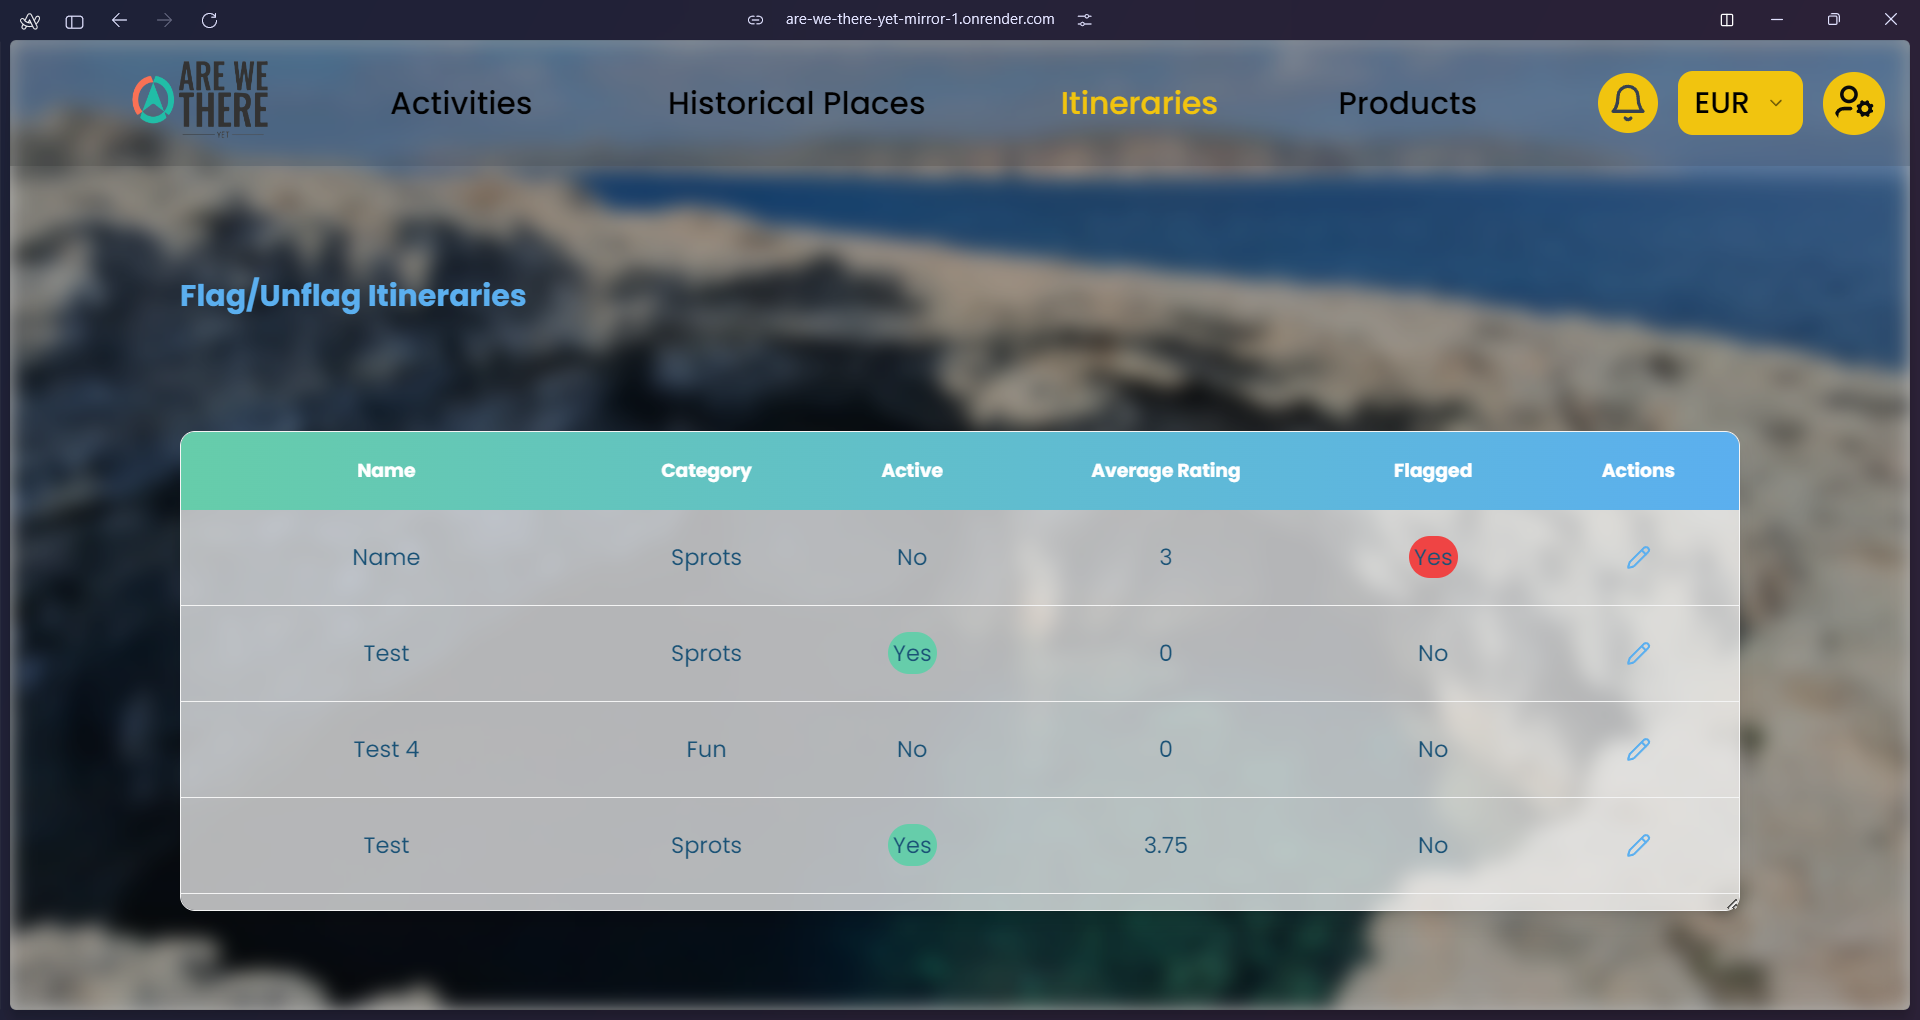 are-we-there-yet-mirror-1.onrender.com
ARE WE
THERE
YET
Activities
Historical Places
Itineraries
Products
EUR
Flag/Unflag Itineraries
Name Category Active Average Rating Flagged Actions
Name Sprots No 3 Yes
Test Sprots Yes 0 No
Test 4 Fun No 0 No
Test Sprots Yes 3.75 No